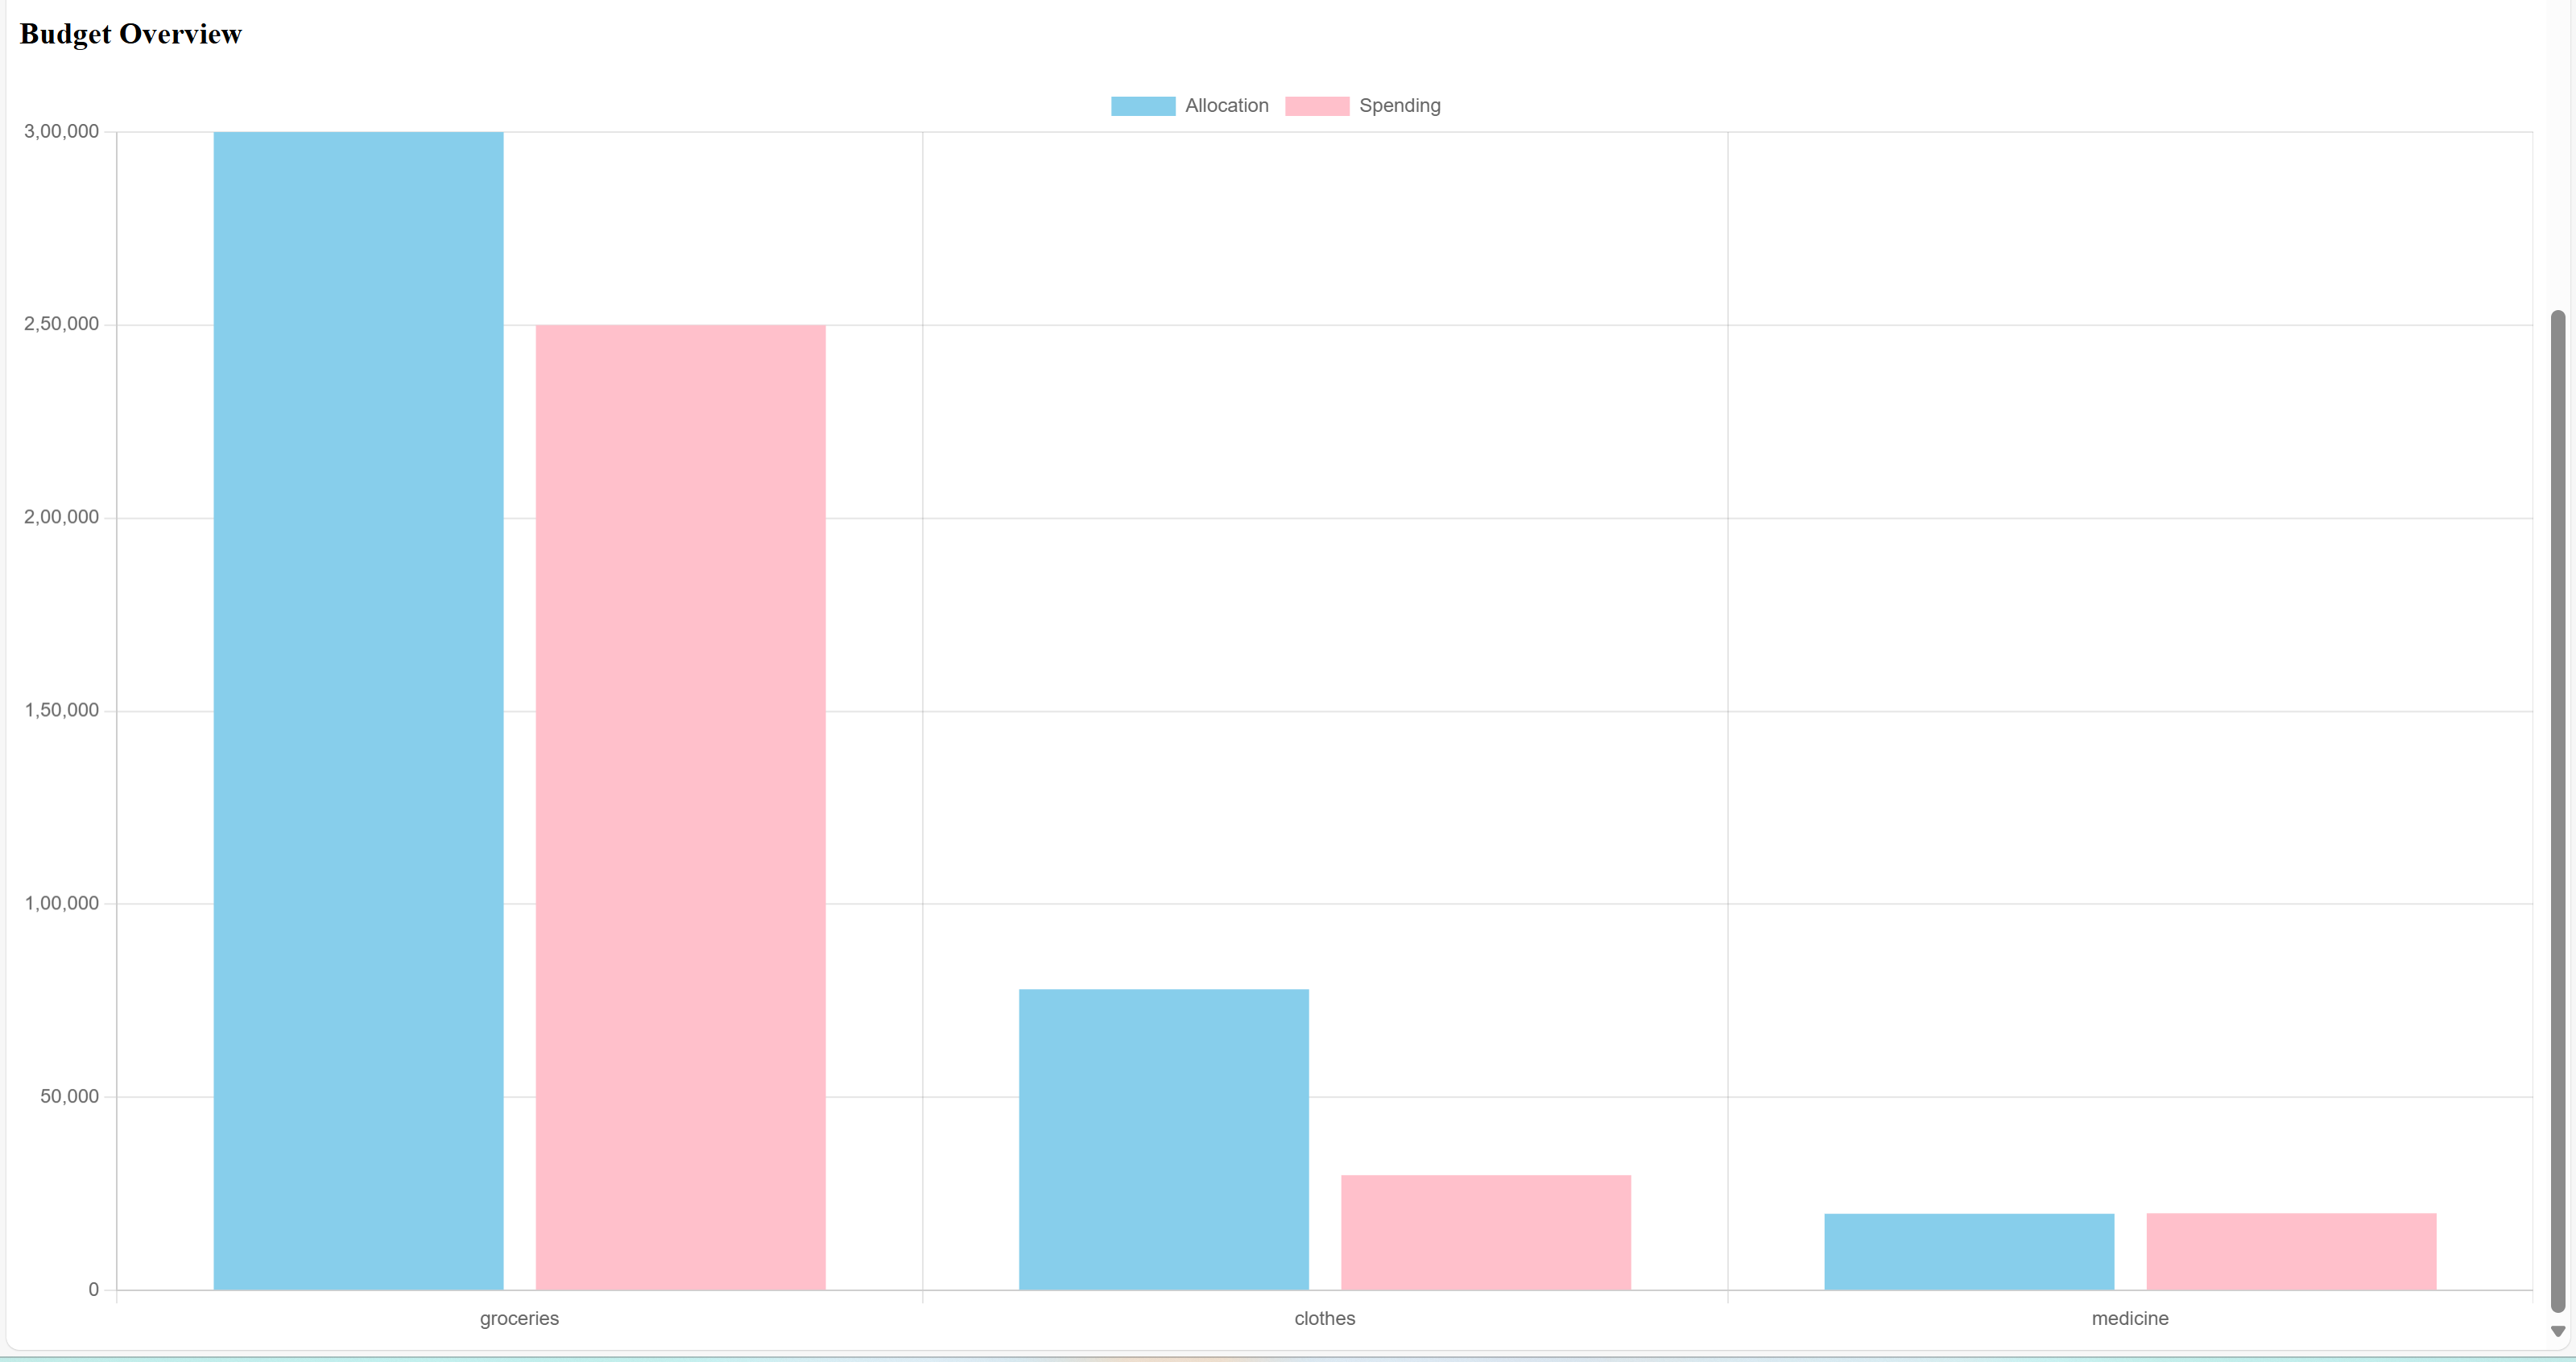 Budget Overview
Allocation Spending
3,00,000
2,50,000
2,00,000
1,50,000
1,00,000
50,000
0
groceries clothes medicine